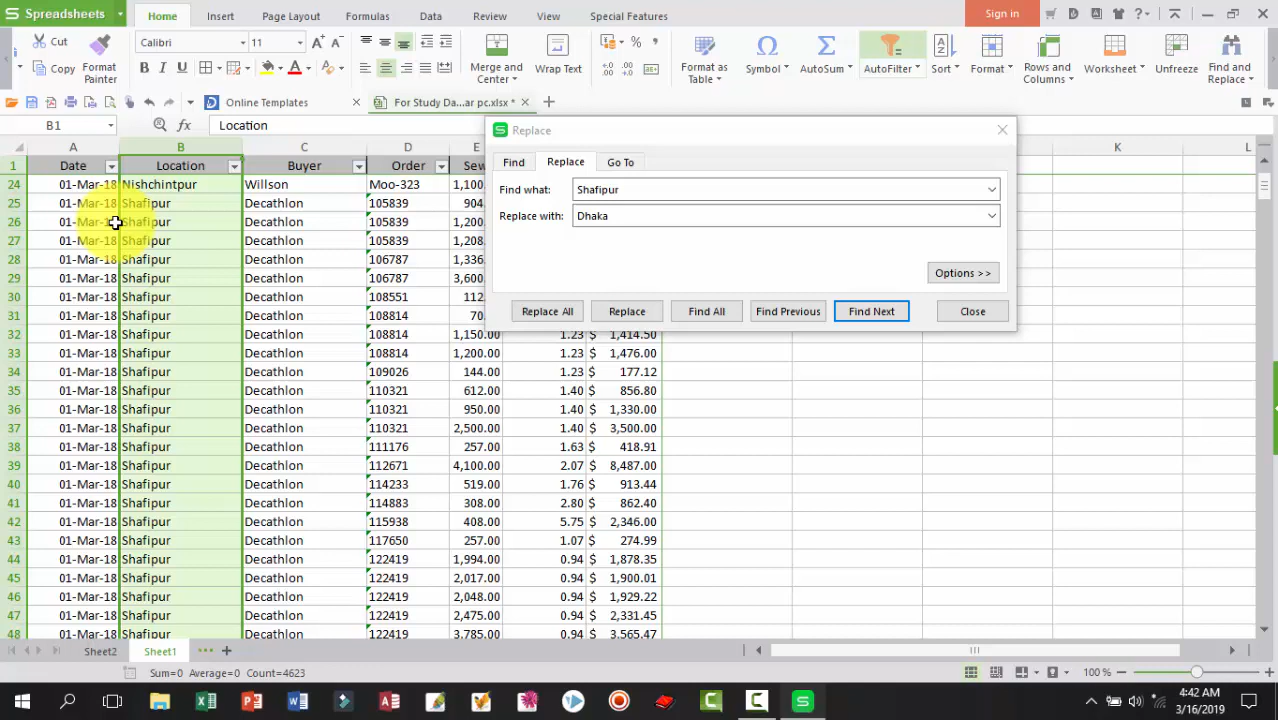 Spreadsheets
Home Insert Page Layout Formulas Data Review View Special Features Sign in
Cut Copy Format Painter Calibri 11 Merge and Center Wrap Text Format as Table Symbol AutoSum AutoFilter Sort Format Rows and Columns Worksheet Unfreeze Find and Replace
Online Templates For Study Da...ar pc.xlsx *
B1 fx Location
Replace
Find Replace Go To
Find what: Shafipur
Replace with: Dhaka
Options >>
Replace All Replace Find All Find Previous Find Next Close
A B C D E K L
1 Date Location Buyer Order Sew
24 01-Mar-18 Nishchintpur Willson Moo-323 1,100
25 01-Mar-18 Shafipur Decathlon 105839 904.
26 01-Mar-1 Shafipur Decathlon 105839 1,200.
27 01-Mar-18 Shafipur Decathlon 105839 1,208.
28 01-Mar-18 Shafipur Decathlon 106787 1,336.
29 01-Mar-18 Shafipur Decathlon 106787 3,600.
30 01-Mar-18 Shafipur Decathlon 108551 112.
31 01-Mar-18 Shafipur Decathlon 108814 70.
32 01-Mar-18 Shafipur Decathlon 108814 1,150.00 1.23 $ 1,414.50
33 01-Mar-18 Shafipur Decathlon 108814 1,200.00 1.23 $ 1,476.00
34 01-Mar-18 Shafipur Decathlon 109026 144.00 1.23 $ 177.12
35 01-Mar-18 Shafipur Decathlon 110321 612.00 1.40 $ 856.80
36 01-Mar-18 Shafipur Decathlon 110321 950.00 1.40 $ 1,330.00
37 01-Mar-18 Shafipur Decathlon 110321 2,500.00 1.40 $ 3,500.00
38 01-Mar-18 Shafipur Decathlon 111176 257.00 1.63 $ 418.91
39 01-Mar-18 Shafipur Decathlon 112671 4,100.00 2.07 $ 8,487.00
40 01-Mar-18 Shafipur Decathlon 114233 519.00 1.76 $ 913.44
41 01-Mar-18 Shafipur Decathlon 114883 308.00 2.80 $ 862.40
42 01-Mar-18 Shafipur Decathlon 115938 408.00 5.75 $ 2,346.00
43 01-Mar-18 Shafipur Decathlon 117650 257.00 1.07 $ 274.99
44 01-Mar-18 Shafipur Decathlon 122419 1,994.00 0.94 $ 1,878.35
45 01-Mar-18 Shafipur Decathlon 122419 2,017.00 0.94 $ 1,900.01
46 01-Mar-18 Shafipur Decathlon 122419 2,048.00 0.94 $ 1,929.22
47 01-Mar-18 Shafipur Decathlon 122419 2,475.00 0.94 $ 2,331.45
48 01-Mar-18 Shafipur Decathlon 122419 3,785.00 0.94 $ 3,565.47
Sheet2 Sheet1
Sum=0 Average=0 Count=4623 100 %
4:42 AM
3/16/2019